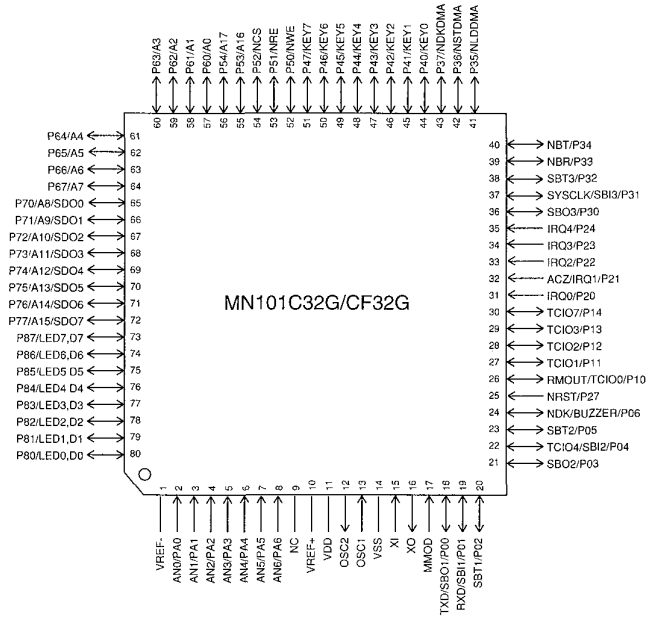 P63/A3
P62/A2
P61/A1
P60/A0
P54/A17
P53/A16
P52/NCS
P51/NRE
P50/NWE
P47/KEY7
P46/KEY6
P45/KEY5
P44/KEY4
P43/KEY3
P42/KEY2
P41/KEY1
P40/KEY0
P37/NDKDMA
P36/NSTDMA
P35/NLDDMA
60
59
58
57
56
55
54
53
52
51
50
49
48
47
46
45
44
43
42
41
P64/A4 61
P65/A5 62
P66/A6 63
P67/A7 64
P70/A8/SDO0 65
P71/A9/SDO1 66
P72/A10/SDO2 67
P73/A11/SDO3 68
P74/A12/SDO4 69
P75/A13/SDO5 70
P76/A14/SDO6 71
P77/A15/SDO7 72
P87/LED7,D7 73
P86/LED6,D6 74
P85/LED5 D5 75
P84/LED4 D4 76
P83/LED3,D3 77
P82/LED2,D2 78
P81/LED1,D1 79
P80/LED0,D0 80
MN101C32G/CF32G
40 NBT/P34
39 NBR/P33
38 SBT3/P32
37 SYSCLK/SBI3/P31
36 SBO3/P30
35 IRQ4/P24
34 IRQ3/P23
33 IRQ2/P22
32 ACZ/IRQ1/P21
31 IRQ0/P20
30 TCIO7/P14
29 TCIO3/P13
28 TCIO2/P12
27 TCIO1/P11
26 RMOUT/TCIO0/P10
25 NRST/P27
24 NDK/BUZZER/P06
23 SBT2/P05
22 TCIO4/SBI2/P04
21 SBO2/P03
1
2
3
4
5
6
7
8
9
10
11
12
13
14
15
16
17
18
19
20
VREF-
AN0/PA0
AN1/PA1
AN2/PA2
AN3/PA3
AN4/PA4
AN5/PA5
AN6/PA6
NC
VREF+
VDD
OSC2
OSC1
VSS
XI
XO
MMOD
TXD/SBO1/P00
RXD/SBI1/P01
SBT1/P02